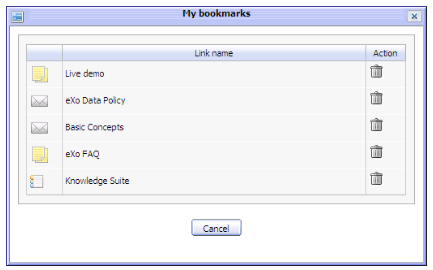 My bookmarks
Link name Action
Live demo
eXo Data Policy
Basic Concepts
eXo FAQ
Knowledge Suite
Cancel